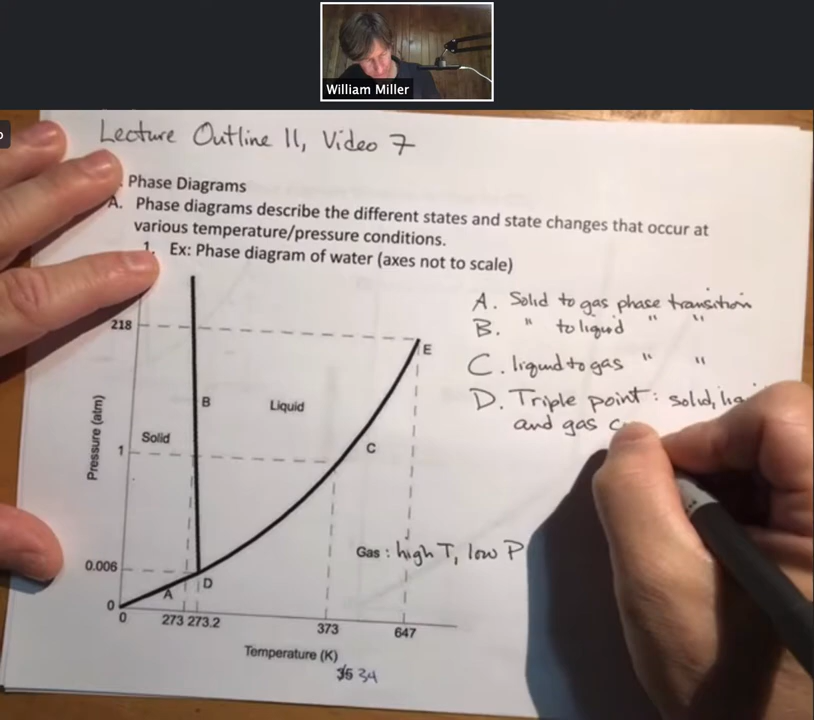 William Miller
Lecture Outline 11, Video 7
Phase Diagrams
A. Phase diagrams describe the different states and state changes that occur at
various temperature/pressure conditions.
1. Ex: Phase diagram of water (axes not to scale)
A. Solid to gas phase transition
B. " to liquid " "
C. liquid to gas " "
D. Triple point: solid,
and gas
218
E
B
Liquid
Solid
C
1
Pressure (atm)
Gas: high T, low P
0.006
D
A
0
0
273 273.2
373
647
Temperature (K)
34